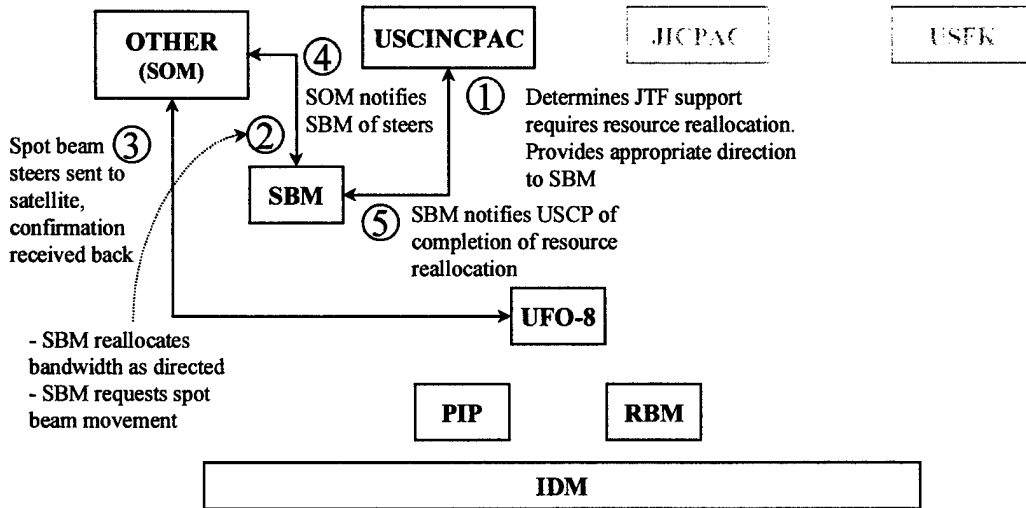 OTHER
(SOM)
USCINCPAC
JICPAC
USFK
4
SOM notifies
SBM of steers
1
Determines JTF support
requires resource reallocation.
Provides appropriate direction
to SBM
2
3
Spot beam
steers sent to
satellite,
confirmation
received back
SBM
5
SBM notifies USCP of
completion of resource
reallocation
UFO-8
- SBM reallocates
bandwidth as directed
- SBM requests spot
beam movement
PIP
RBM
IDM